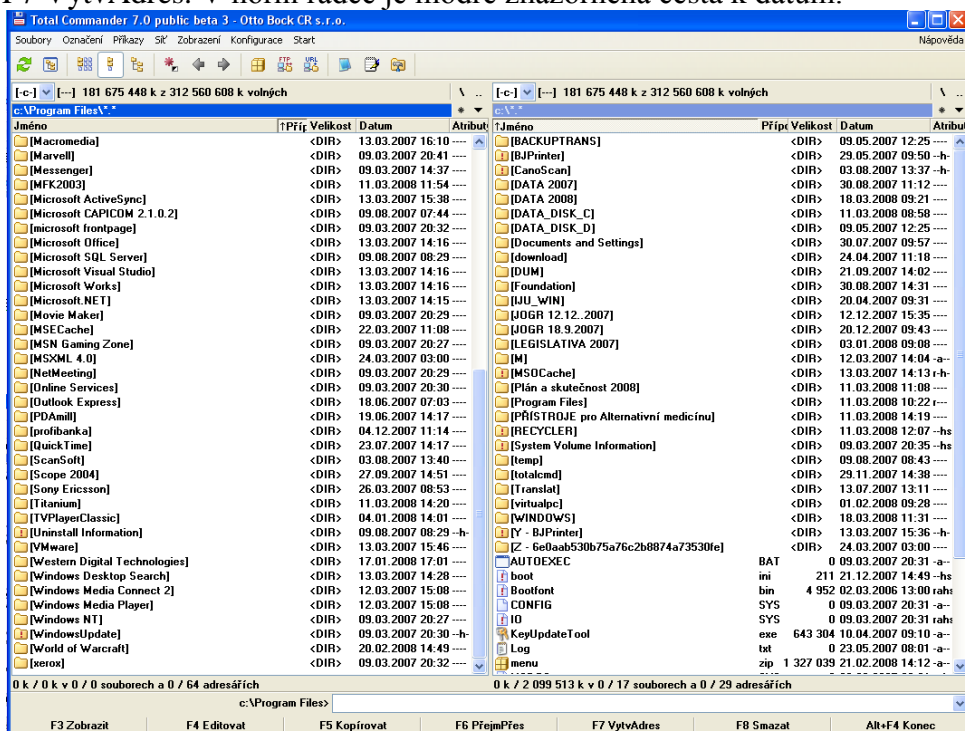 F7 VytvAdres. V horní řádce je modře znázorněna cesta k datům.
Total Commander 7.0 public beta 3 - Otto Bock CR s.r.o.
Soubory Označení Příkazy Síť Zobrazení Konfigurace Start Nápověda
FTP URL
[-c-] [---] 181 675 448 k z 312 560 608 k volných \ ..
c:\Program Files\*.*
Jméno ↑Příp Velikost Datum Atributy
[Macromedia] <DIR> 13.03.2007 16:10 ----
[Marvell] <DIR> 09.03.2007 20:41 ----
[Messenger] <DIR> 09.03.2007 14:37 ----
[MFK2003] <DIR> 11.03.2008 11:54 ----
[Microsoft ActiveSync] <DIR> 13.03.2007 15:38 ----
[Microsoft CAPICOM 2.1.0.2] <DIR> 09.08.2007 07:44 ----
[microsoft frontpage] <DIR> 09.03.2007 20:32 ----
[Microsoft Office] <DIR> 13.03.2007 14:16 ----
[Microsoft SQL Server] <DIR> 09.08.2007 08:29 ----
[Microsoft Visual Studio] <DIR> 13.03.2007 14:16 ----
[Microsoft Works] <DIR> 13.03.2007 14:16 ----
[Microsoft.NET] <DIR> 13.03.2007 14:15 ----
[Movie Maker] <DIR> 09.03.2007 20:29 ----
[MSECache] <DIR> 22.03.2007 11:08 ----
[MSN Gaming Zone] <DIR> 09.03.2007 20:27 ----
[MSXML 4.0] <DIR> 24.03.2007 03:00 ----
[NetMeeting] <DIR> 09.03.2007 20:29 ----
[Online Services] <DIR> 09.03.2007 20:30 ----
[Outlook Express] <DIR> 18.06.2007 07:03 ----
[PDAmill] <DIR> 19.06.2007 14:17 ----
[profibanka] <DIR> 04.12.2007 11:14 ----
[QuickTime] <DIR> 23.07.2007 14:17 ----
[ScanSoft] <DIR> 03.08.2007 13:40 ----
[Scope 2004] <DIR> 27.09.2007 14:51 ----
[Sony Ericsson] <DIR> 26.03.2007 08:53 ----
[Titanium] <DIR> 11.03.2008 14:20 ----
[TVPlayerClassic] <DIR> 04.01.2008 14:01 ----
[Uninstall Information] <DIR> 09.08.2007 08:29 --h-
[VMware] <DIR> 13.03.2007 15:46 ----
[Western Digital Technologies] <DIR> 17.01.2008 17:01 ----
[Windows Desktop Search] <DIR> 13.03.2007 14:28 ----
[Windows Media Connect 2] <DIR> 12.03.2007 15:08 ----
[Windows Media Player] <DIR> 12.03.2007 15:08 ----
[Windows NT] <DIR> 09.03.2007 20:27 ----
[WindowsUpdate] <DIR> 09.03.2007 20:30 --h-
[World of Warcraft] <DIR> 20.02.2008 14:49 ----
[xerox] <DIR> 09.03.2007 20:32 ----
0 k / 0 k v 0 / 0 souborech a 0 / 64 adresářích
[-c-] [---] 181 675 448 k z 312 560 608 k volných \ ..
c:\*.*
↑Jméno Přípo Velikost Datum Atribut
[BACKUPTRANS] <DIR> 09.05.2007 12:25 ----
[BJPrinter] <DIR> 29.05.2007 09:50 --h-
[CanoScan] <DIR> 03.08.2007 13:37 --h-
[DATA 2007] <DIR> 30.08.2007 11:12 ----
[DATA 2008] <DIR> 18.03.2008 09:21 ----
[DATA_DISK_C] <DIR> 11.03.2008 08:58 ----
[DATA_DISK_D] <DIR> 09.05.2007 12:25 ----
[Documents and Settings] <DIR> 30.07.2007 09:57 ----
[download] <DIR> 24.04.2007 11:18 ----
[DUM] <DIR> 21.09.2007 14:02 ----
[Foundation] <DIR> 30.08.2007 14:31 ----
[IJU_WIN] <DIR> 20.04.2007 09:31 ----
[JOGR 12.12..2007] <DIR> 12.12.2007 15:35 ----
[JOGR 18.9.2007] <DIR> 20.12.2007 09:43 ----
[LEGISLATIVA 2007] <DIR> 03.01.2008 09:08 ----
[M] <DIR> 12.03.2007 14:04 -a--
[MSOCache] <DIR> 13.03.2007 14:13 r-h-
[Plán a skutečnost 2008] <DIR> 11.03.2008 11:08 ----
[Program Files] <DIR> 11.03.2008 10:22 r---
[PŘÍSTROJE pro Alternativní medicínu] <DIR> 11.03.2008 14:19 ----
[RECYCLER] <DIR> 11.03.2008 12:07 --hs
[System Volume Information] <DIR> 09.03.2007 20:35 --hs
[temp] <DIR> 09.08.2007 08:43 ----
[totalcmd] <DIR> 29.11.2007 14:38 ----
[Translat] <DIR> 13.07.2007 13:11 ----
[virtualpc] <DIR> 01.02.2008 09:28 ----
[WINDOWS] <DIR> 18.03.2008 11:31 ----
[Y - BJPrinter] <DIR> 13.03.2007 15:36 --h-
[Z - 6e0aab530b75a76c2b8874a73530fe] <DIR> 24.03.2007 03:00 ----
AUTOEXEC BAT 0 09.03.2007 20:31 -a--
boot ini 211 21.12.2007 14:49 --hs
Bootfont bin 4 952 02.03.2006 13:00 rahs
CONFIG SYS 0 09.03.2007 20:31 -a--
IO SYS 0 09.03.2007 20:31 rahs
KeyUpdateTool exe 643 304 10.04.2007 09:10 -a--
Log txt 0 23.05.2007 08:01 -a--
menu zip 1 327 039 21.02.2008 14:12 -a--
0 k / 2 099 513 k v 0 / 17 souborech a 0 / 29 adresářích
c:\Program Files>
F3 Zobrazit F4 Editovat F5 Kopírovat F6 PřejmPřes F7 VytvAdres F8 Smazat Alt+F4 Konec